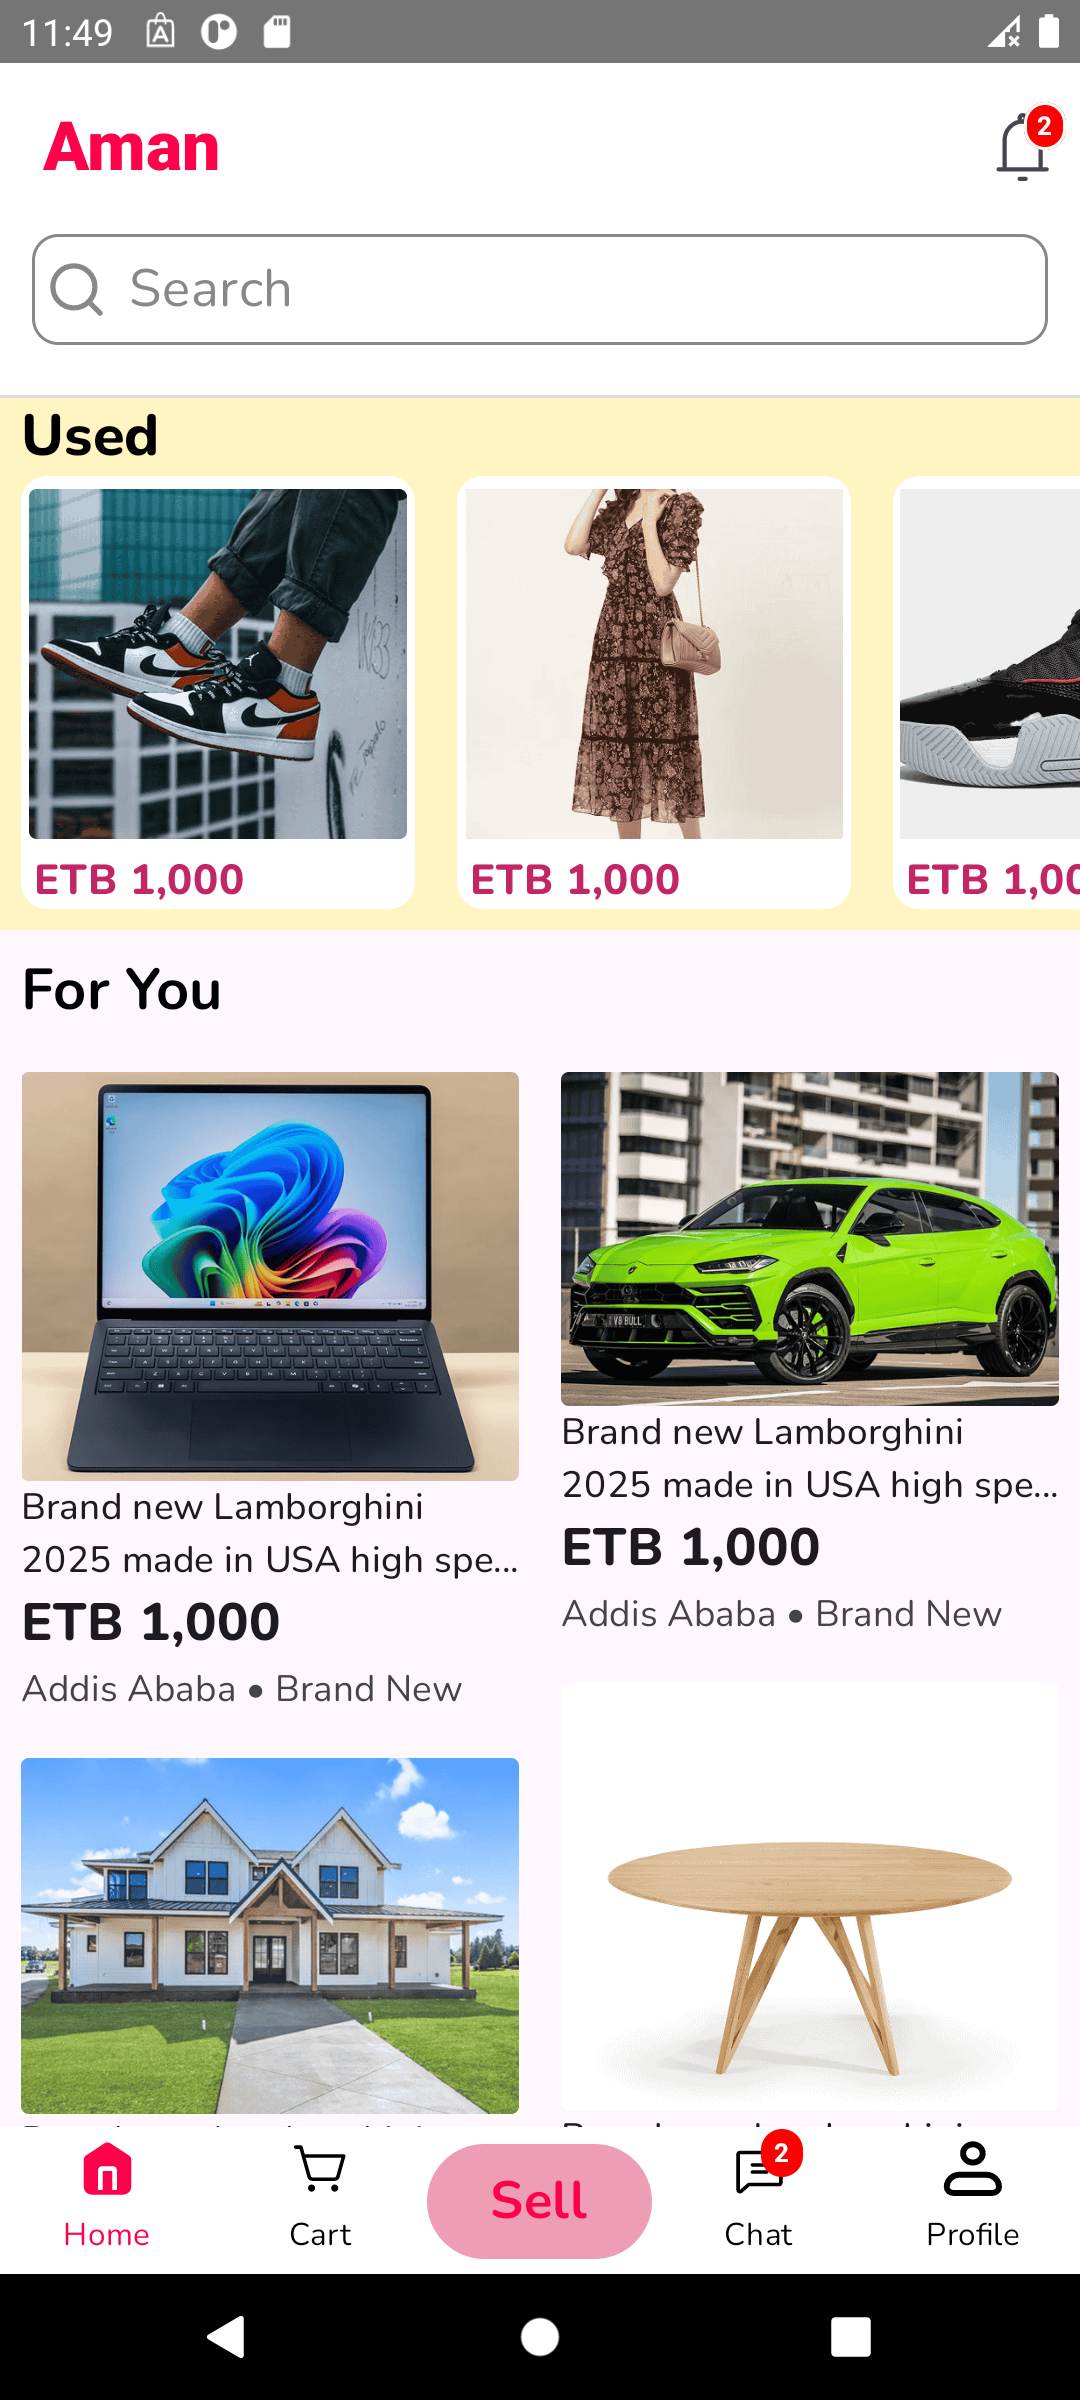 11:49
Aman
2
Search
Used
ETB 1,000
ETB 1,000
ETB 1,00
For You
V8 BULL
Brand new Lamborghini
2025 made in USA high spe...
ETB 1,000
Addis Ababa • Brand New
Brand new Lamborghini
2025 made in USA high spe...
ETB 1,000
Addis Ababa • Brand New
Home
Cart
Sell
2
Chat
Profile